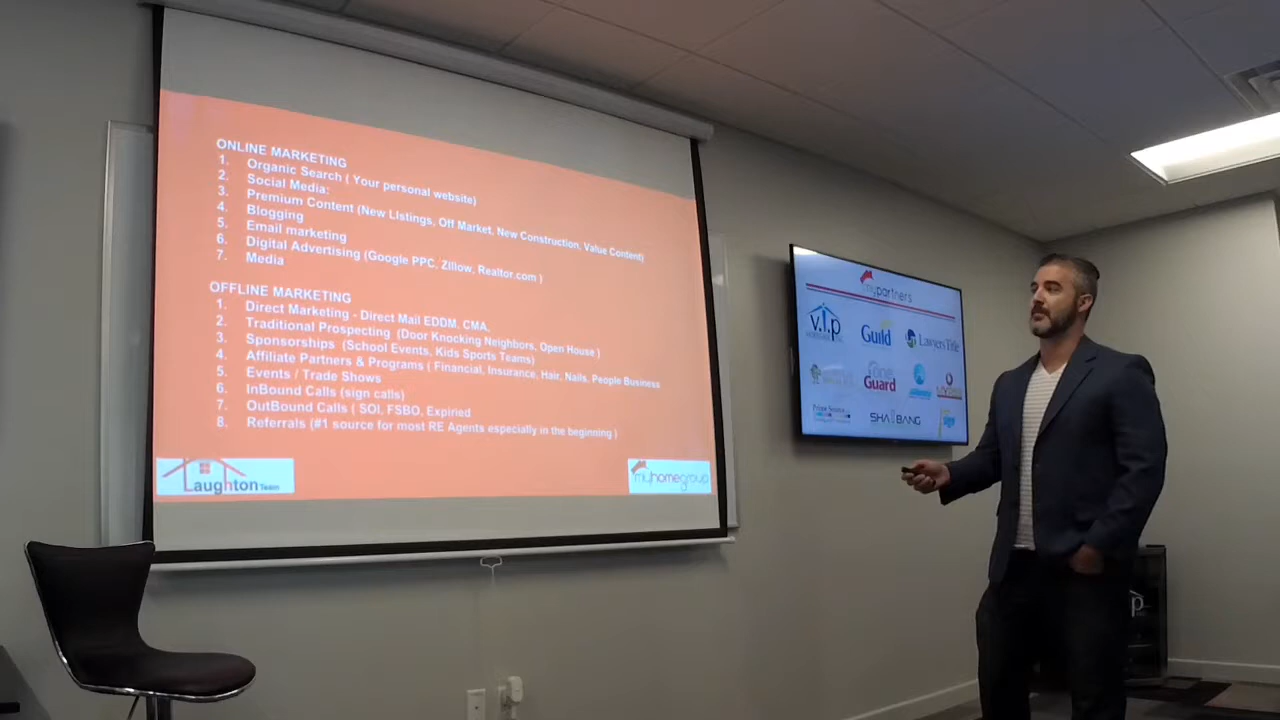 ONLINE MARKETING
1. Organic Search ( Your personal website)
2. Social Media:
3. Premium Content (New LIstings, Off Market, New Construction, Value Content)
4. Blogging
5. Email marketing
6. Digital Advertising (Google PPC, Zillow, Realtor.com )
7. Media
OFFLINE MARKETING
1. Direct Marketing - Direct Mail EDDM, CMA,
2. Traditional Prospecting (Door Knocking Neighbors, Open House )
3. Sponsorships (School Events, Kids Sports Teams)
4. Affiliate Partners & Programs ( Financial, Insurance, Hair, Nails, People Business
5. Events / Trade Shows
6. InBound Calls (sign calls)
7. OutBound Calls ( SOI, FSBO, Expiried
8. Referrals (#1 source for most RE Agents especially in the beginning )
Laughton Team
myhomegroup
mypartners
v.i.p
Guild
Lawyers Title
one Guard
SHABANG